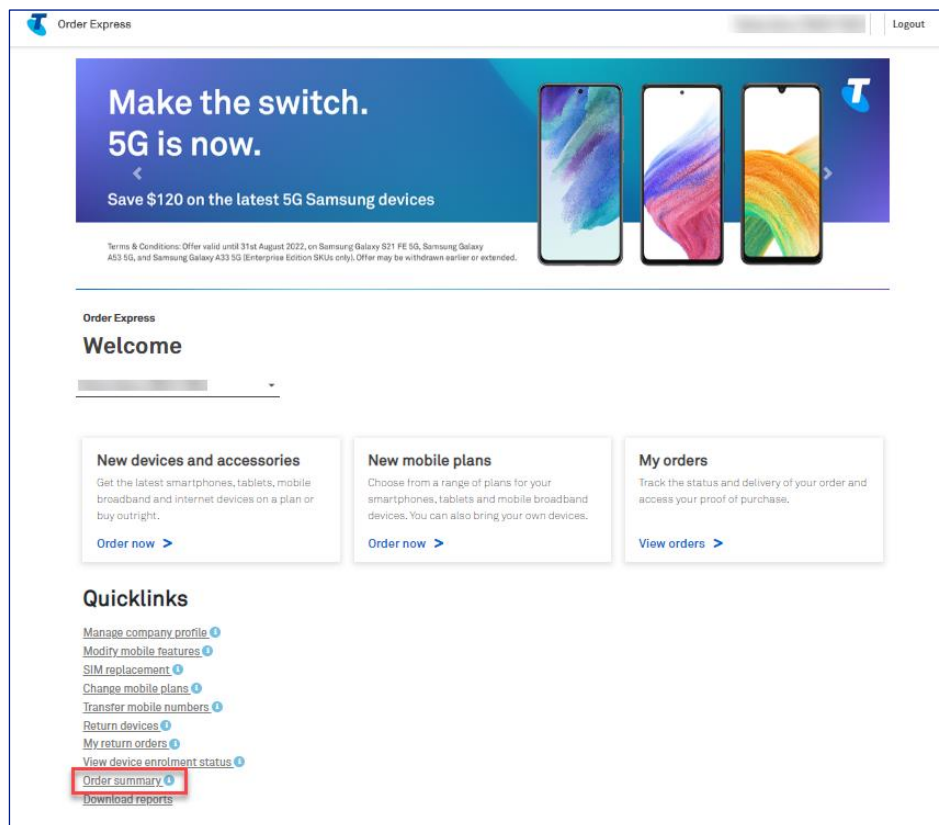 Order Express
Logout
Make the switch.
5G is now.
Save $120 on the latest 5G Samsung devices
Terms & Conditions: Offer valid until 31st August 2022, on Samsung Galaxy S21 FE 5G, Samsung Galaxy
A53 5G, and Samsung Galaxy A33 5G (Enterprise Edition SKUs only). Offer may be withdrawn earlier or extended.
Order Express
Welcome
New devices and accessories
Get the latest smartphones, tablets, mobile
broadband and internet devices on a plan or
buy outright.
Order now >
New mobile plans
Choose from a range of plans for your
smartphones, tablets and mobile broadband
devices. You can also bring your own devices.
Order now >
My orders
Track the status and delivery of your order and
access your proof of purchase.
View orders >
Quicklinks
Manage company profile
Modify mobile features
SIM replacement
Change mobile plans
Transfer mobile numbers
Return devices
My return orders
View device enrolment status
Order summary
Download reports